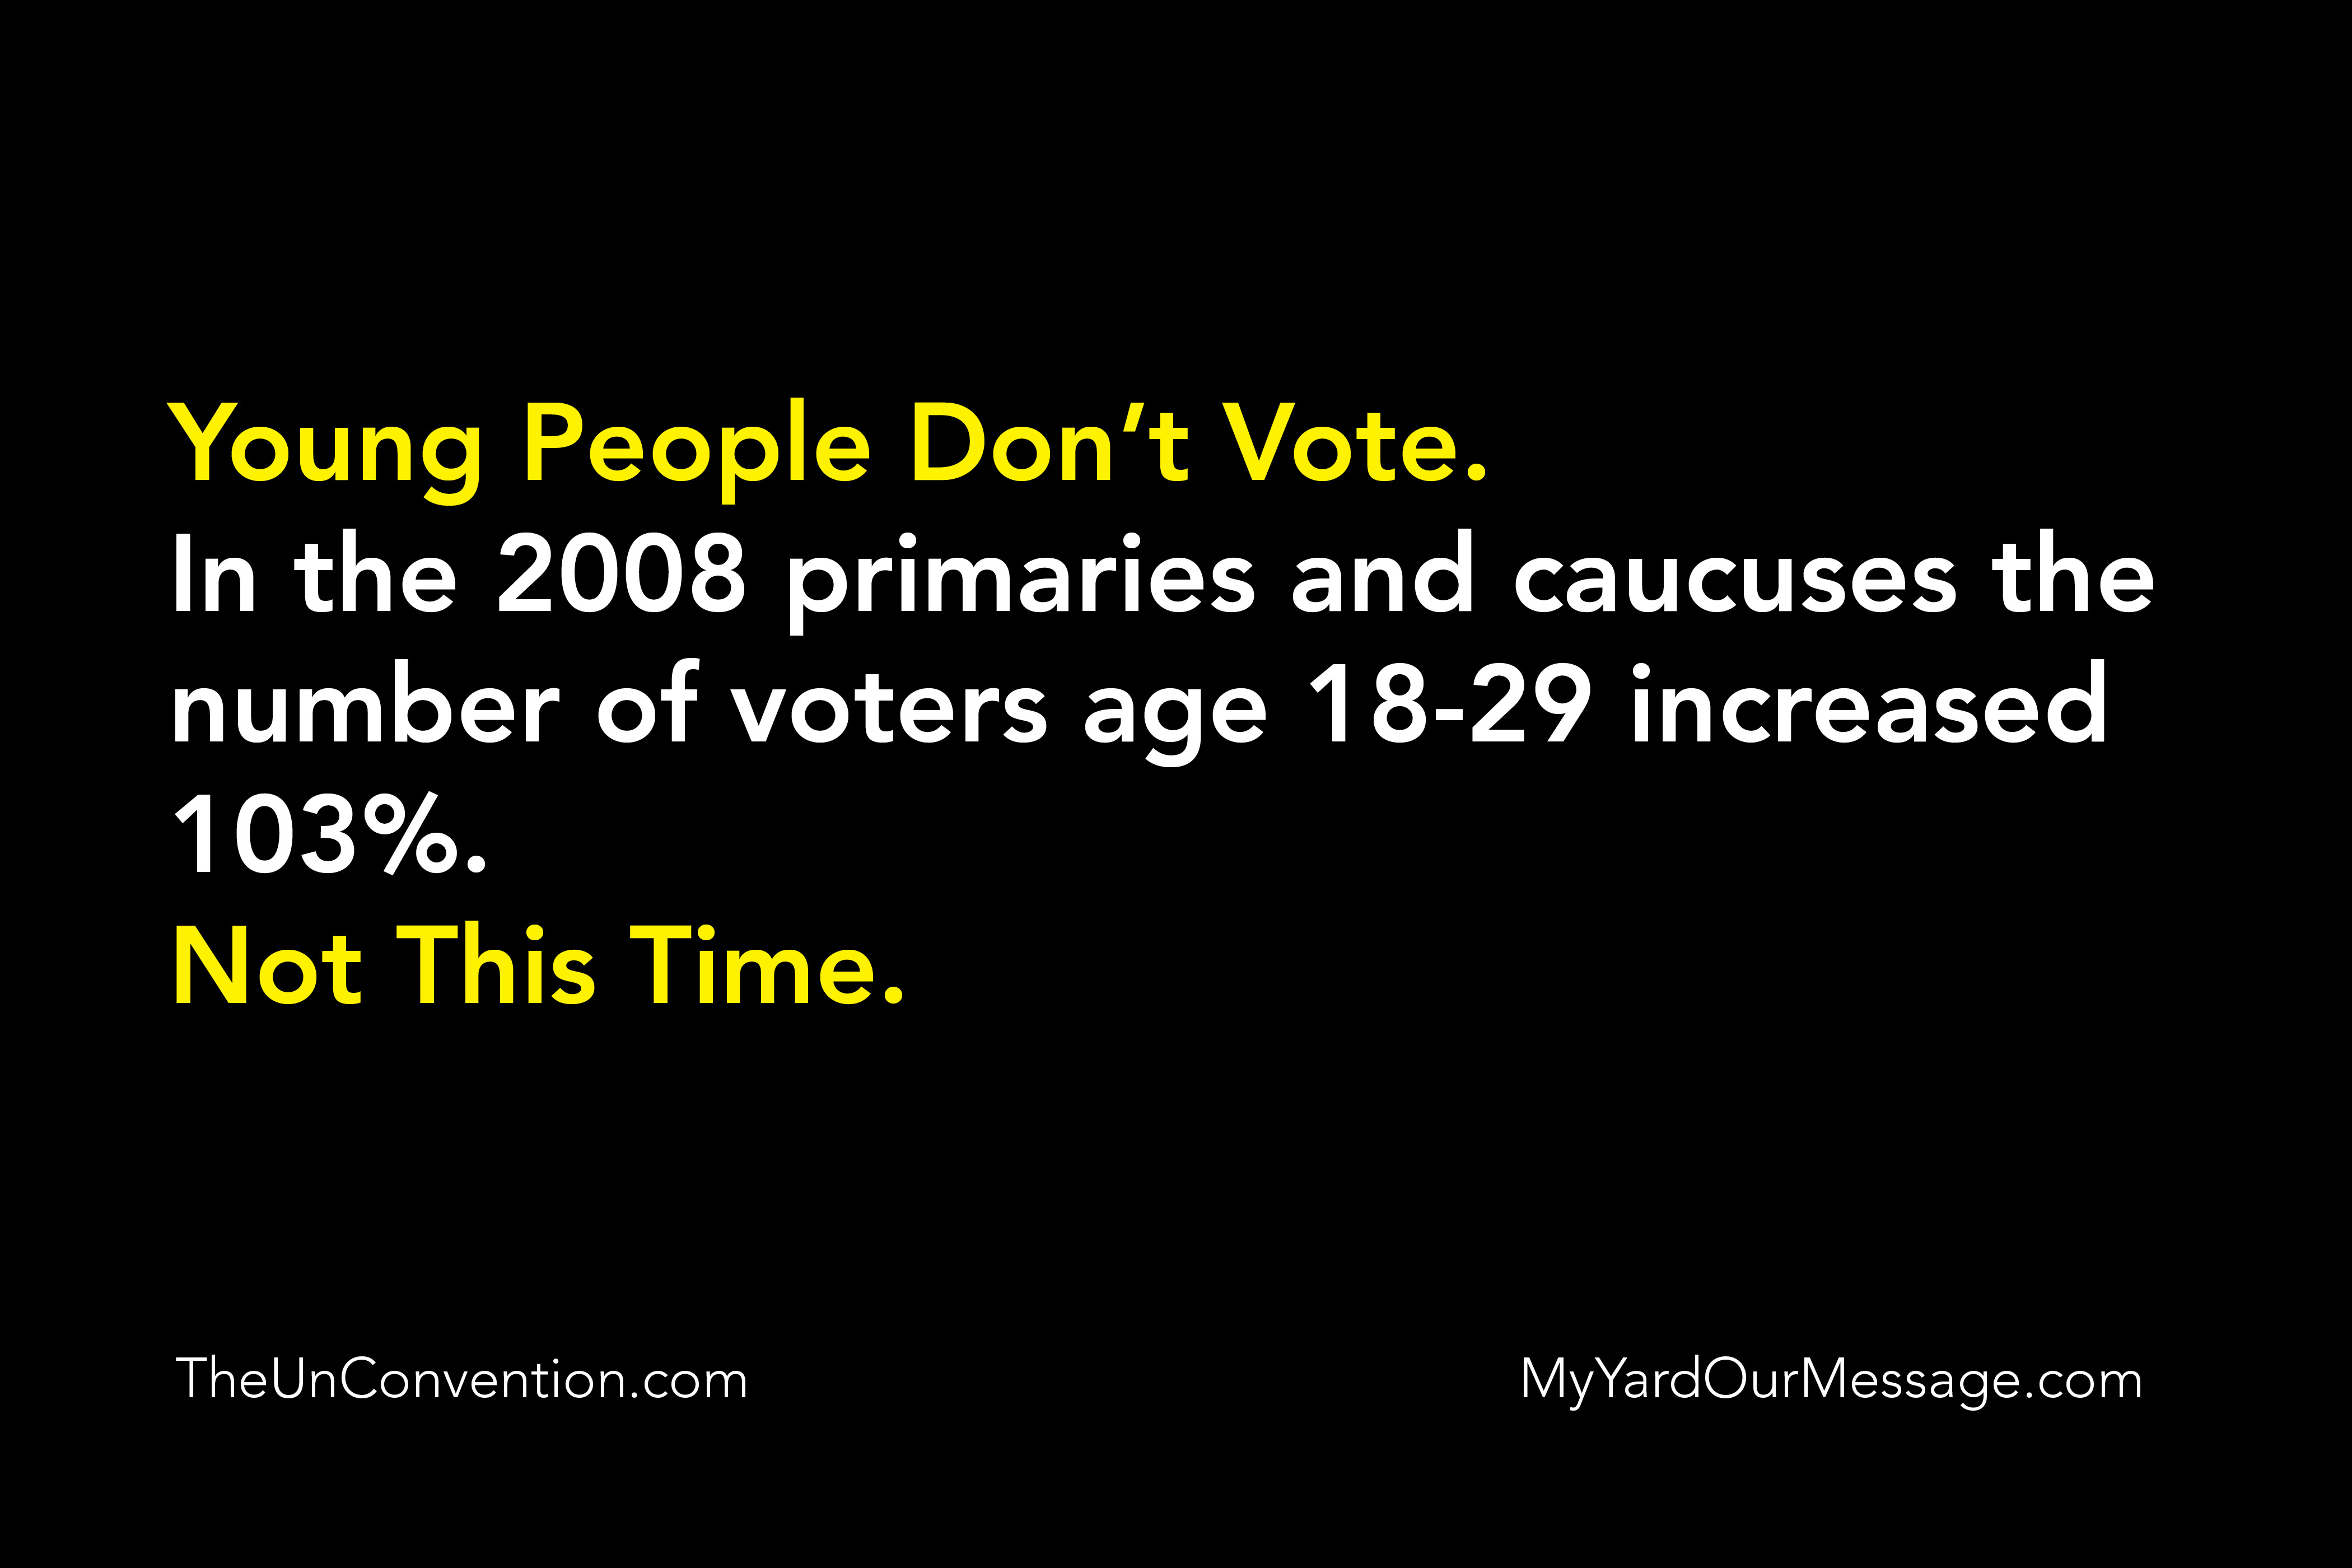 Young People Don't Vote.
In the 2008 primaries and caucuses the
number of voters age 18-29 increased
103%.
Not This Time.
TheUnConvention.com
MyYardOurMessage.com